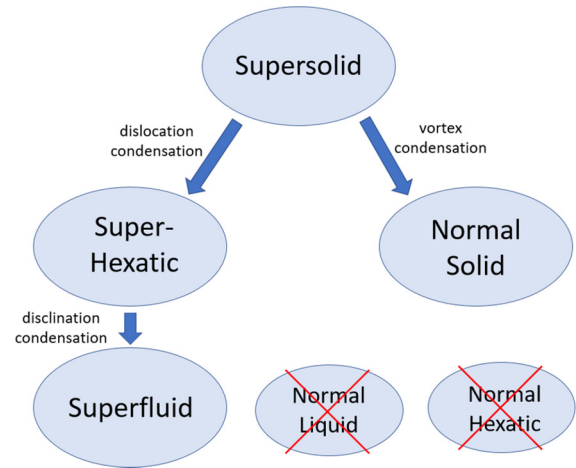 Supersolid
dislocation
condensation
vortex
condensation
Super-
Hexatic
Normal
Solid
disclination
condensation
Superfluid
Normal
Liquid
Normal
Hexatic